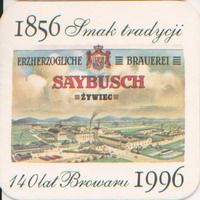 1856 Smak tradycji
ERZHERZOGLICHE BRAUEREI
SAYBUSCH
ŻYWIEC
140 lat Browaru 1996